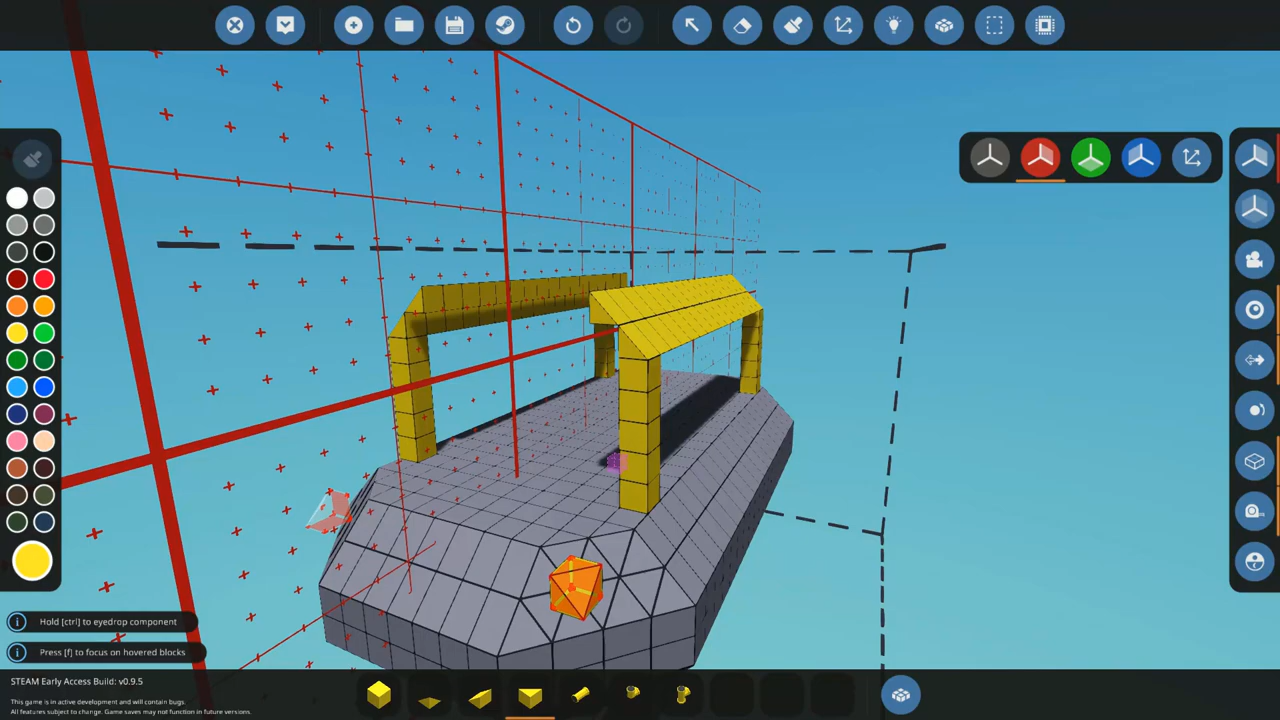 Hold [ctrl] to eyedrop component
Press [f] to focus on hovered blocks
STEAM Early Access Build: v0.9.5
This game is in active development and will contain bugs.
All features subject to change. Game saves may not function in future versions.